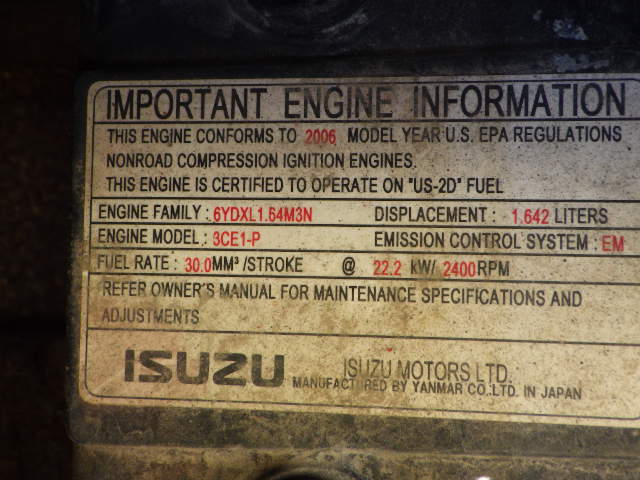 IMPORTANT ENGINE INFORMATION
THIS ENGINE CONFORMS TO 2006 MODEL YEAR U.S. EPA REGULATIONS
NONROAD COMPRESSION IGNITION ENGINES.
THIS ENGINE IS CERTIFIED TO OPERATE ON "US-2D" FUEL
ENGINE FAMILY : 6YDXL1.64M3N DISPLACEMENT : 1.642 LITERS
ENGINE MODEL : 3CE1-P EMISSION CONTROL SYSTEM : EM
FUEL RATE : 30.0MM³/STROKE @ 22.2 kW/ 2400RPM
REFER OWNER'S MANUAL FOR MAINTENANCE SPECIFICATIONS AND
ADJUSTMENTS
ISUZU ISUZU MOTORS LTD.
MANUFACTURED BY YANMAR CO.LTD. IN JAPAN